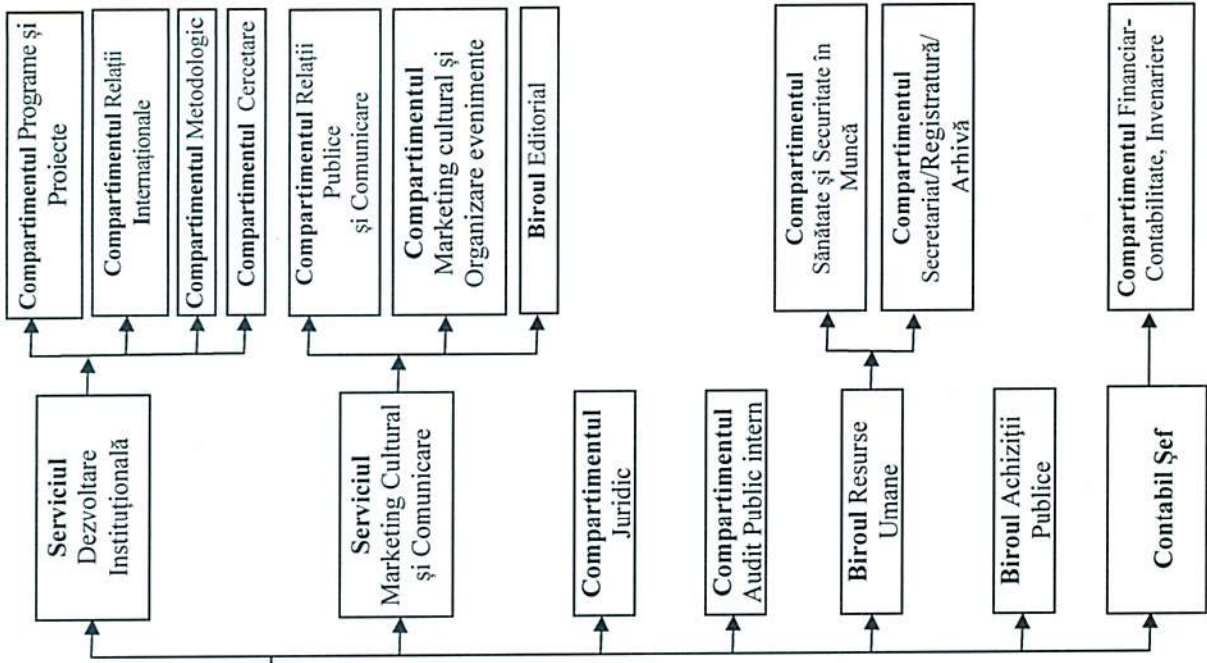 Compartimentul Programe și
Proiecte
Compartimentul Relații
Internaționale
Compartimentul Metodologic
Compartimentul Cercetare
Compartimentul Relații
Publice
și Comunicare
Compartimentul
Marketing cultural și
Organizare evenimente
Biroul Editorial
Compartimentul
Sănătate și Securitate în
Muncă
Compartimentul
Secretariat/Registratură/
Arhivă
Compartimentul Financiar-
Contabilitate, Invenariere
Serviciul
Dezvoltare
Instituțională
Serviciul
Marketing Cultural
și Comunicare
Compartimentul
Juridic
Compartimentul
Audit Public intern
Biroul Resurse
Umane
Biroul Achiziţii
Publice
Contabil Şef